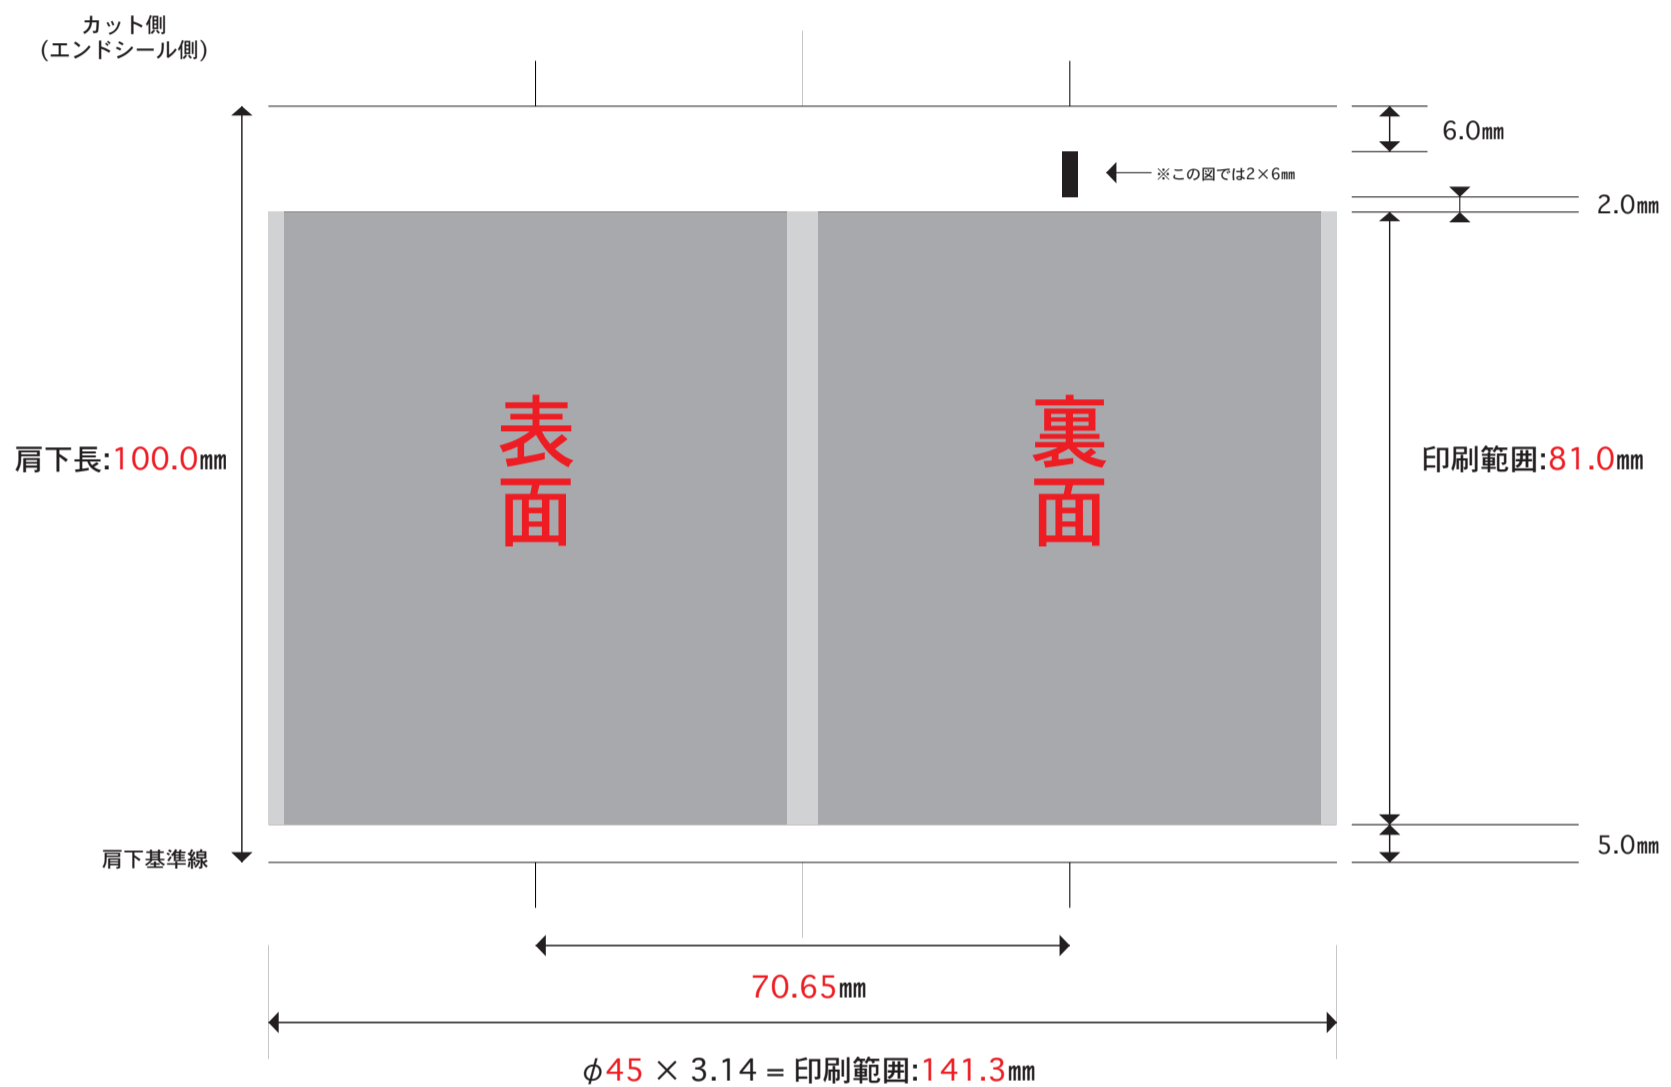 カット側
(エンドシール側)
6.0㎜
※この図では2×6㎜
2.0㎜
表面
裏面
肩下長:100.0㎜
印刷範囲:81.0㎜
肩下基準線
5.0㎜
70.65㎜
φ45 × 3.14 = 印刷範囲:141.3㎜